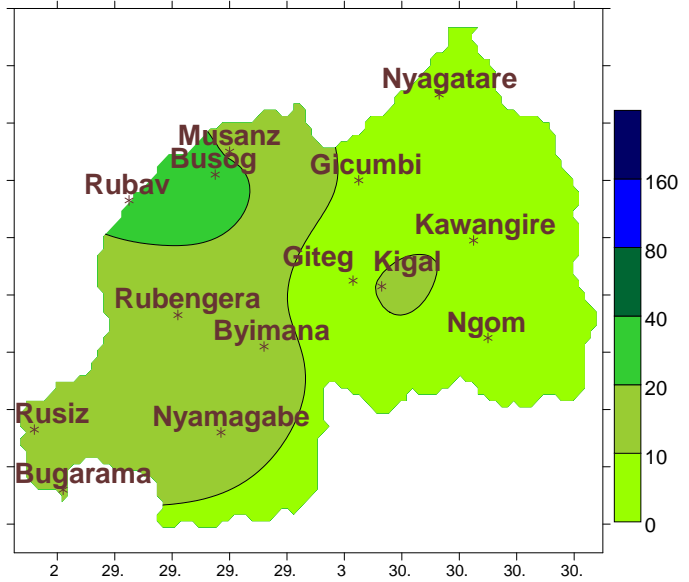 Nyagatare
Musanz
Busog
Gicumbi
Rubav
Kawangire
Giteg Kigal
Rubengera
Byimana
Ngom
Rusiz
Nyamagabe
Bugarama
160
80
40
20
10
0
2 29. 29. 29. 29. 3 30. 30. 30. 30.